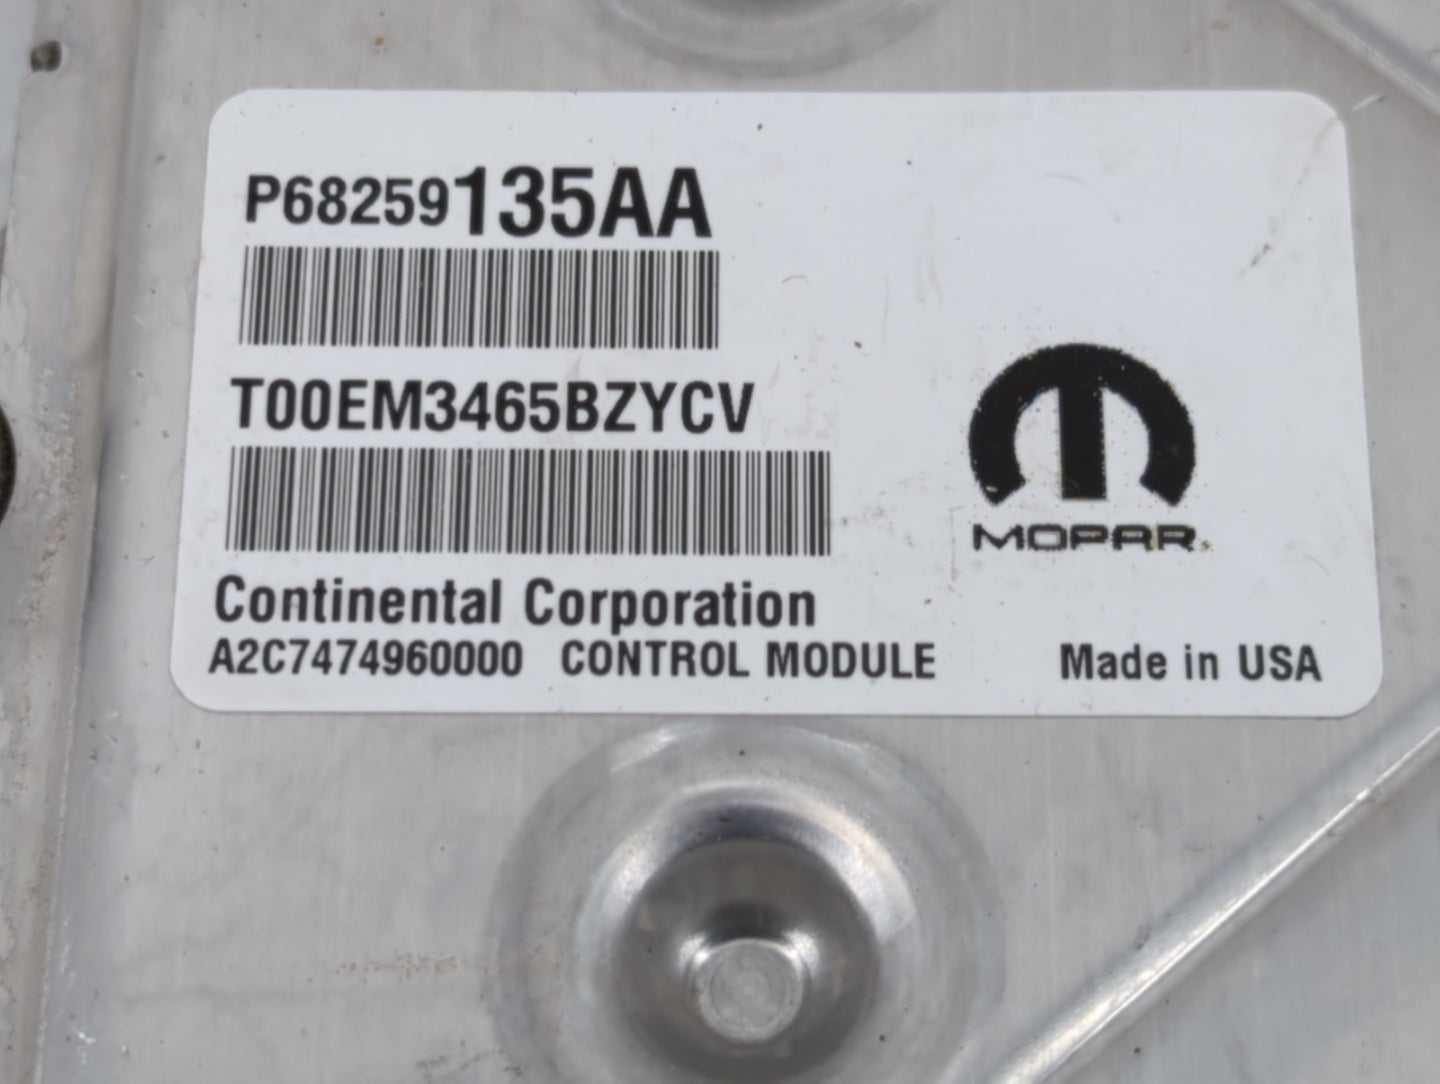 P68259135AA
T00EM3465BZYCV
MOPAR
Continental Corporation
A2C7474960000 CONTROL MODULE Made in USA